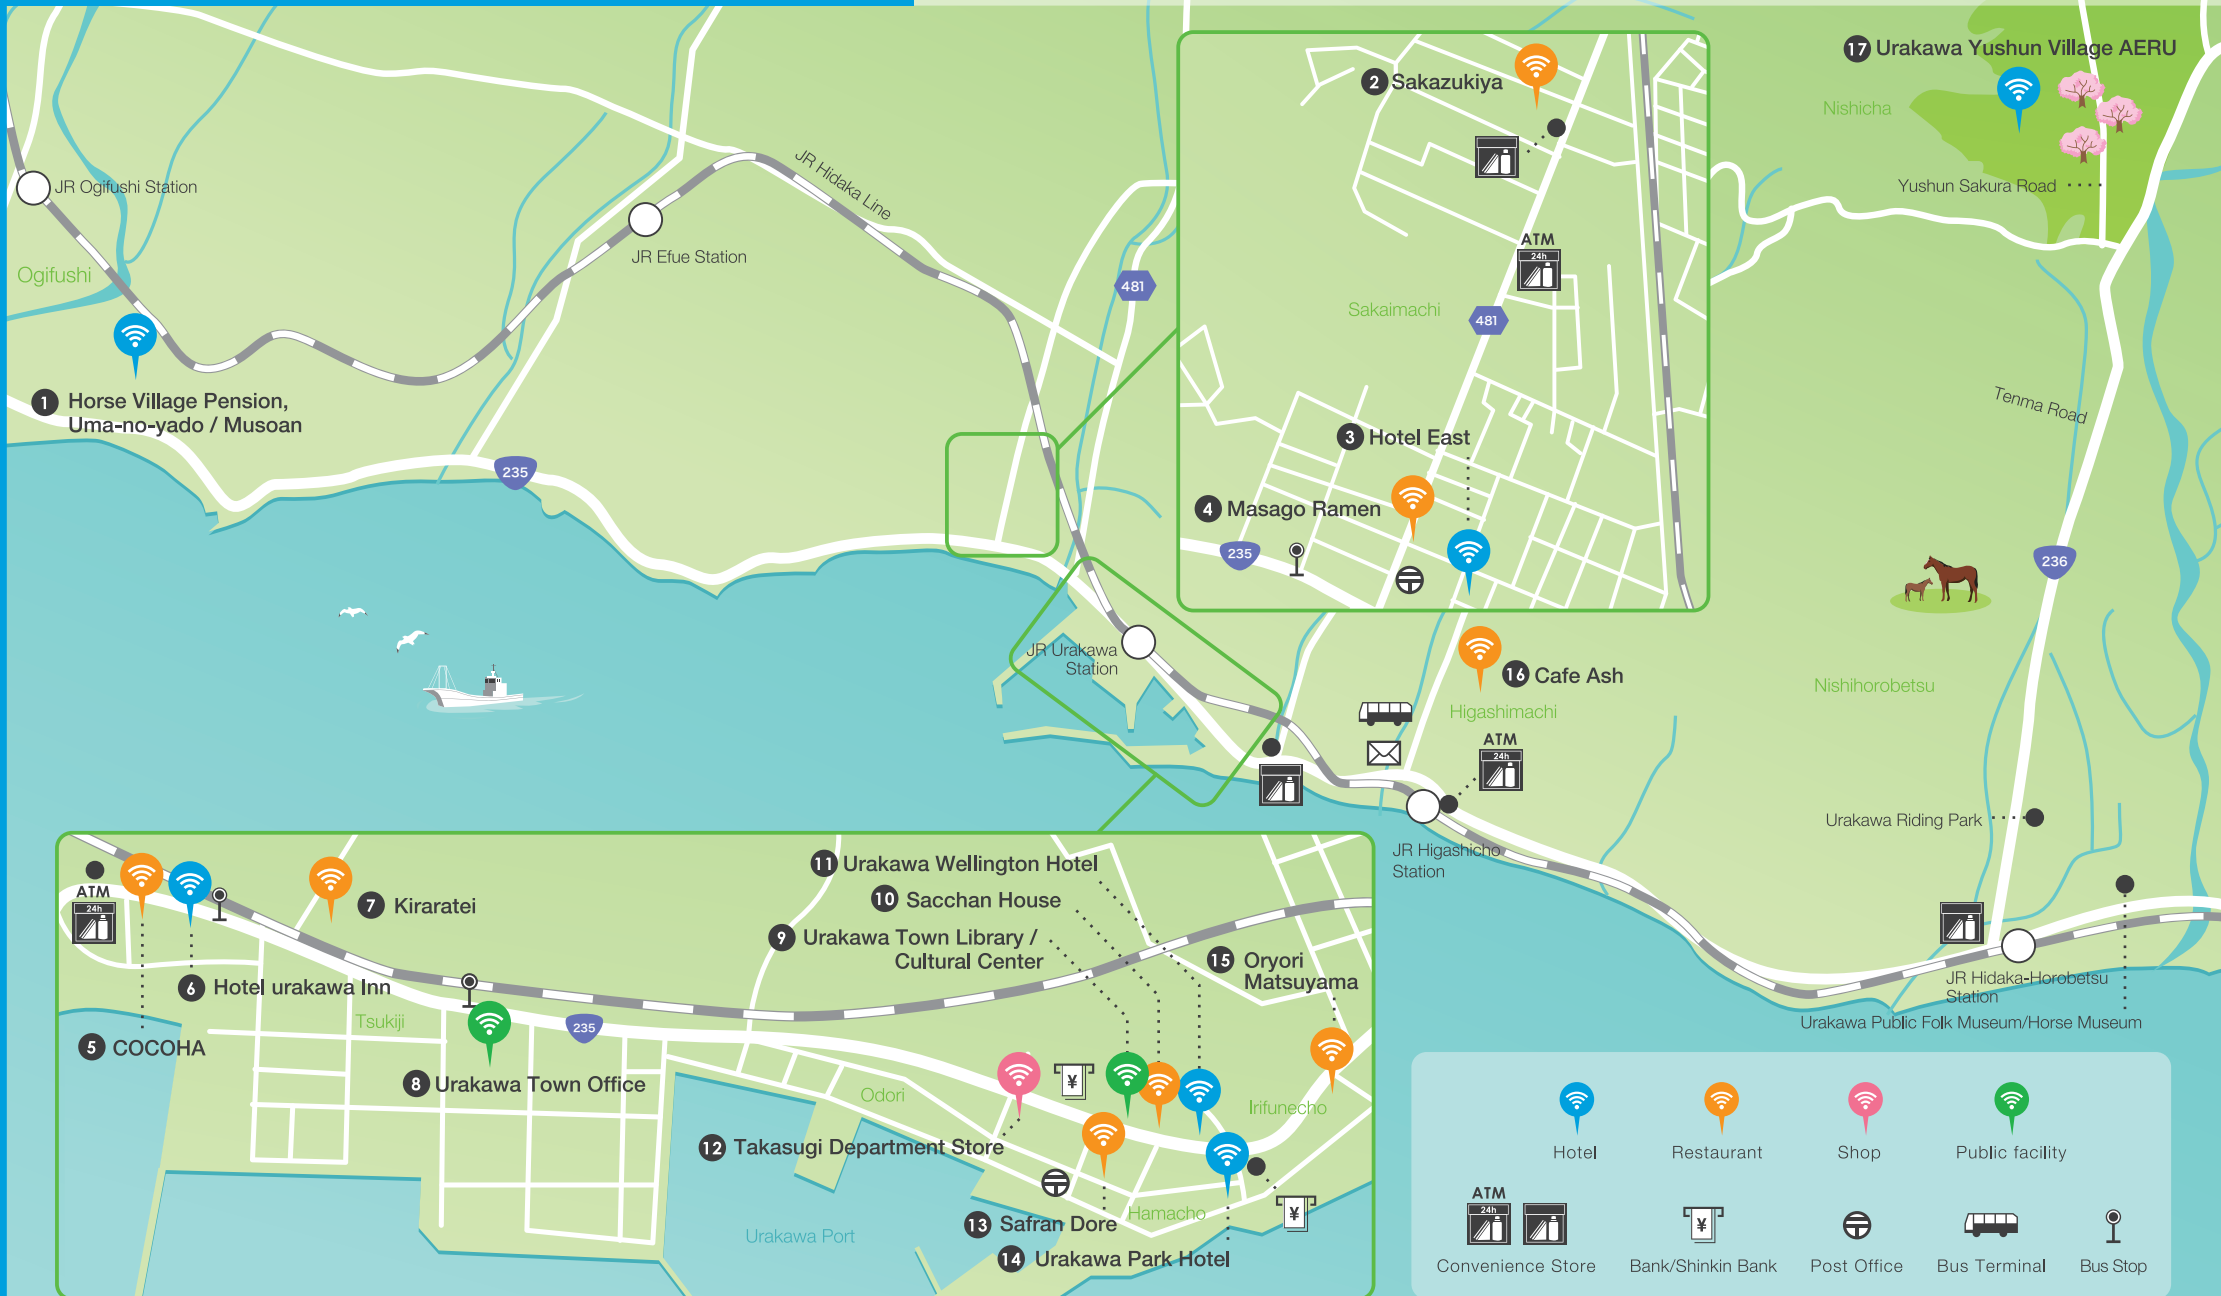 17 Urakawa Yushun Village AERU
Nishicha
Yushun Sakura Road
2 Sakazukiya
ATM
24h
Sakaimachi
481
3 Hotel East
4 Masago Ramen
235
JR Ogifushi Station
Ogifushi
JR Efue Station
JR Hidaka Line
481
1 Horse Village Pension,
Uma-no-yado / Musoan
235
Tenma Road
236
JR Urakawa
Station
16 Cafe Ash
Higashimachi
ATM
24h
Nishihorobetsu
Urakawa Riding Park
JR Higashicho
Station
JR Hidaka-Horobetsu
Station
Urakawa Public Folk Museum/Horse Museum
ATM
24h
7 Kiraratei
11 Urakawa Wellington Hotel
10 Sacchan House
9 Urakawa Town Library /
Cultural Center
15 Oryori
Matsuyama
6 Hotel urakawa Inn
Tsukiji
5 COCOHA
235
8 Urakawa Town Office
Odori
¥
Irifunecho
12 Takasugi Department Store
Hamacho
13 Safran Dore
¥
Urakawa Port
14 Urakawa Park Hotel
Hotel
Restaurant
Shop
Public facility
ATM
24h
¥
Convenience Store
Bank/Shinkin Bank
Post Office
Bus Terminal
Bus Stop